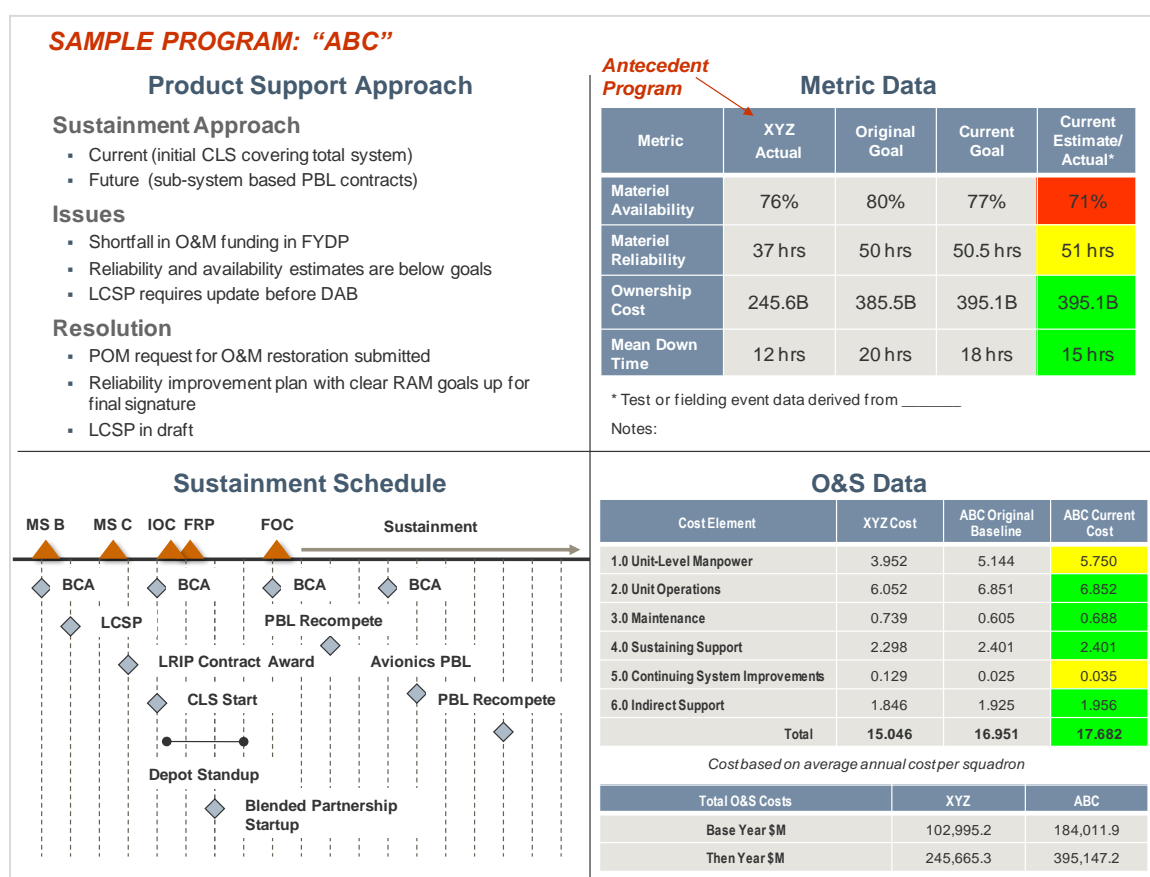 SAMPLE PROGRAM: “ABC”
Product Support Approach
Sustainment Approach
▪ Current (initial CLS covering total system)
▪ Future (sub-system based PBL contracts)
Issues
▪ Shortfall in O&M funding in FYDP
▪ Reliability and availability estimates are below goals
▪ LCSP requires update before DAB
Resolution
▪ POM request for O&M restoration submitted
▪ Reliability improvement plan with clear RAM goals up for
final signature
▪ LCSP in draft
Antecedent
Program
Metric Data
Metric XYZ Actual Original Goal Current Goal Current Estimate/ Actual*
Materiel Availability 76% 80% 77% 71%
Materiel Reliability 37 hrs 50 hrs 50.5 hrs 51 hrs
Ownership Cost 245.6B 385.5B 395.1B 395.1B
Mean Down Time 12 hrs 20 hrs 18 hrs 15 hrs
* Test or fielding event data derived from _______
Notes:
Sustainment Schedule
MS B MS C IOC FRP FOC Sustainment
BCA BCA BCA BCA
LCSP PBL Recompete
LRIP Contract Award Avionics PBL
CLS Start PBL Recompete
Depot Standup
Blended Partnership
Startup
O&S Data
Cost Element XYZ Cost ABC Original Baseline ABC Current Cost
1.0 Unit-Level Manpower 3.952 5.144 5.750
2.0 Unit Operations 6.052 6.851 6.852
3.0 Maintenance 0.739 0.605 0.688
4.0 Sustaining Support 2.298 2.401 2.401
5.0 Continuing System Improvements 0.129 0.025 0.035
6.0 Indirect Support 1.846 1.925 1.956
Total 15.046 16.951 17.682
Cost based on average annual cost per squadron
Total O&S Costs XYZ ABC
Base Year $M 102,995.2 184,011.9
Then Year $M 245,665.3 395,147.2